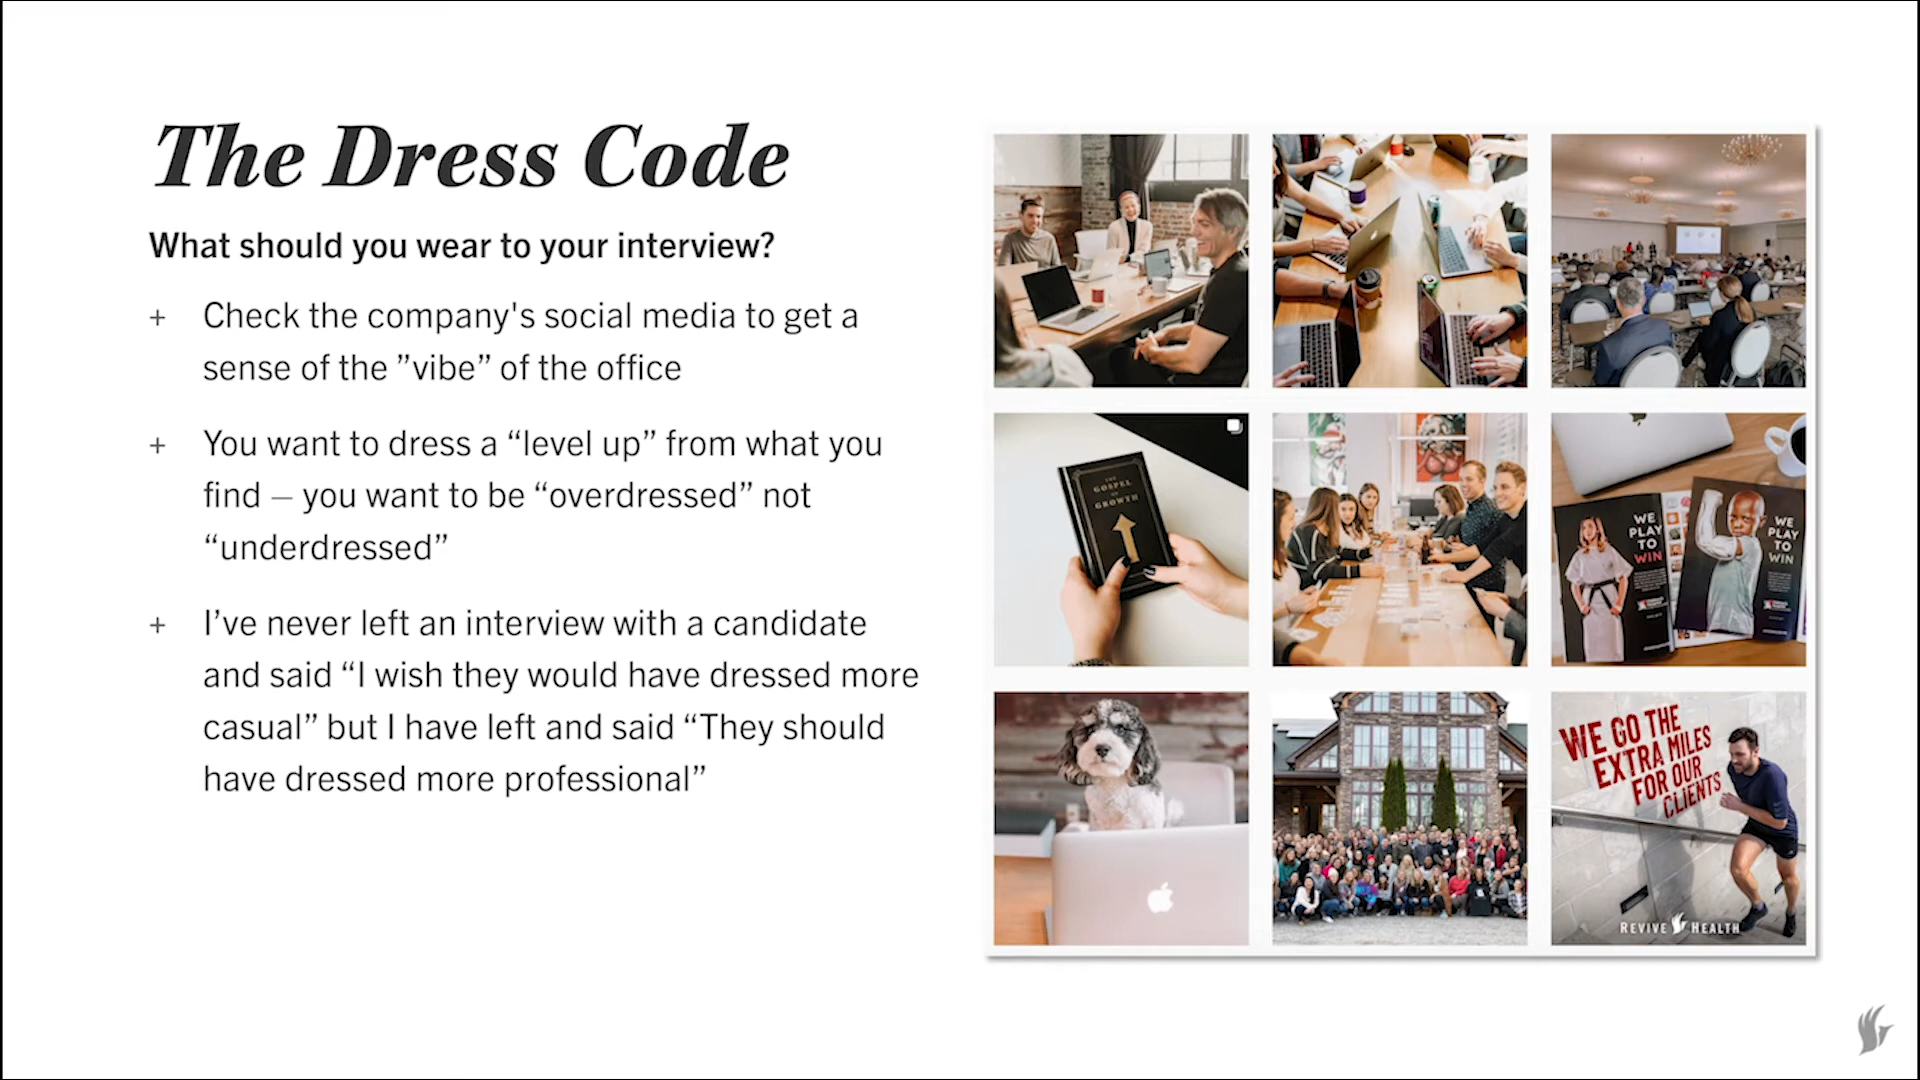 The Dress Code
What should you wear to your interview?
+ Check the company's social media to get a
sense of the ”vibe” of the office
+ You want to dress a “level up” from what you
find – you want to be “overdressed” not
“underdressed”
+ I’ve never left an interview with a candidate
and said “I wish they would have dressed more
casual” but I have left and said “They should
have dressed more professional”
THE
GOSPEL
OF
GROWTH
WE
PLAY
TO
WIN
WE
PLAY
TO
WIN
WE GO THE
EXTRA MILES
FOR OUR
CLIENTS
REVIVE HEALTH